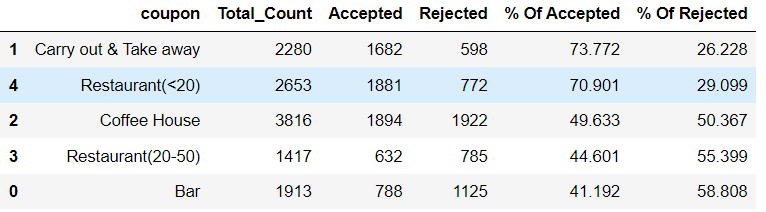 coupon Total_Count Accepted Rejected % Of Accepted % Of Rejected
1 Carry out & Take away 2280 1682 598 73.772 26.228
4 Restaurant(<20) 2653 1881 772 70.901 29.099
2 Coffee House 3816 1894 1922 49.633 50.367
3 Restaurant(20-50) 1417 632 785 44.601 55.399
0 Bar 1913 788 1125 41.192 58.808